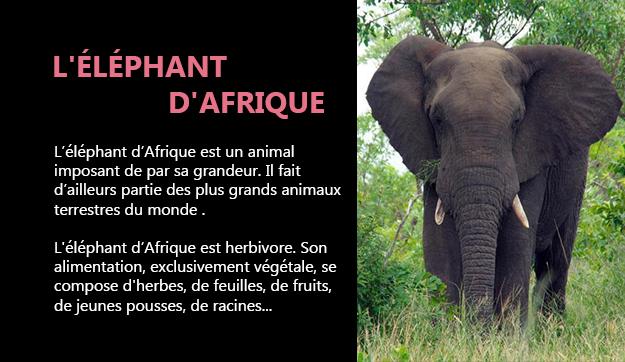 L'ÉLÉPHANT
D'AFRIQUE
L’éléphant d’Afrique est un animal
imposant de par sa grandeur. Il fait
d’ailleurs partie des plus grands animaux
terrestres du monde .
L'éléphant d’Afrique est herbivore. Son
alimentation, exclusivement végétale, se
compose d'herbes, de feuilles, de fruits,
de jeunes pousses, de racines...